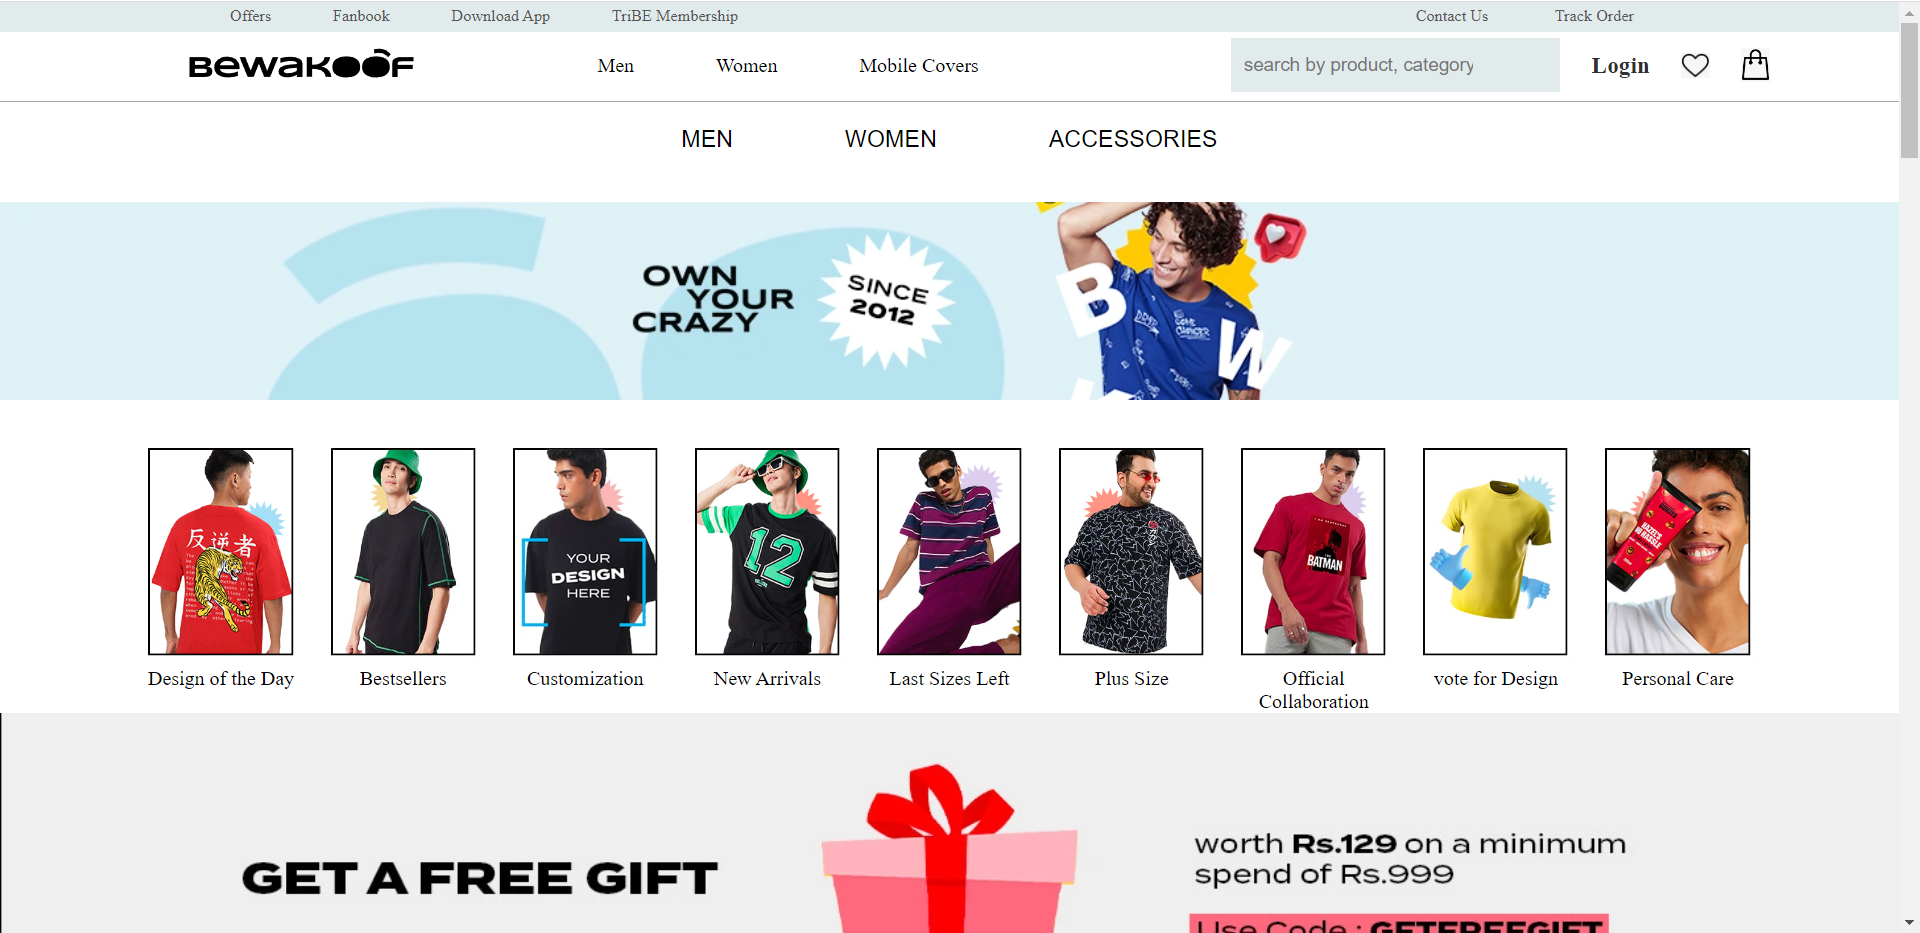 Offers Fanbook Download App TriBE Membership Contact Us Track Order
BEWAKOOF Men Women Mobile Covers search by product, category Login
MEN WOMEN ACCESSORIES
OWN
YOUR
CRAZY
SINCE
2012
B
W
反逆者
YOUR
DESIGN
HERE
12
BATMAN
Design of the Day Bestsellers Customization New Arrivals Last Sizes Left Plus Size Official Collaboration vote for Design Personal Care
GET A FREE GIFT
worth Rs.129 on a minimum
spend of Rs.999
Use Code : GETFREEGIFT